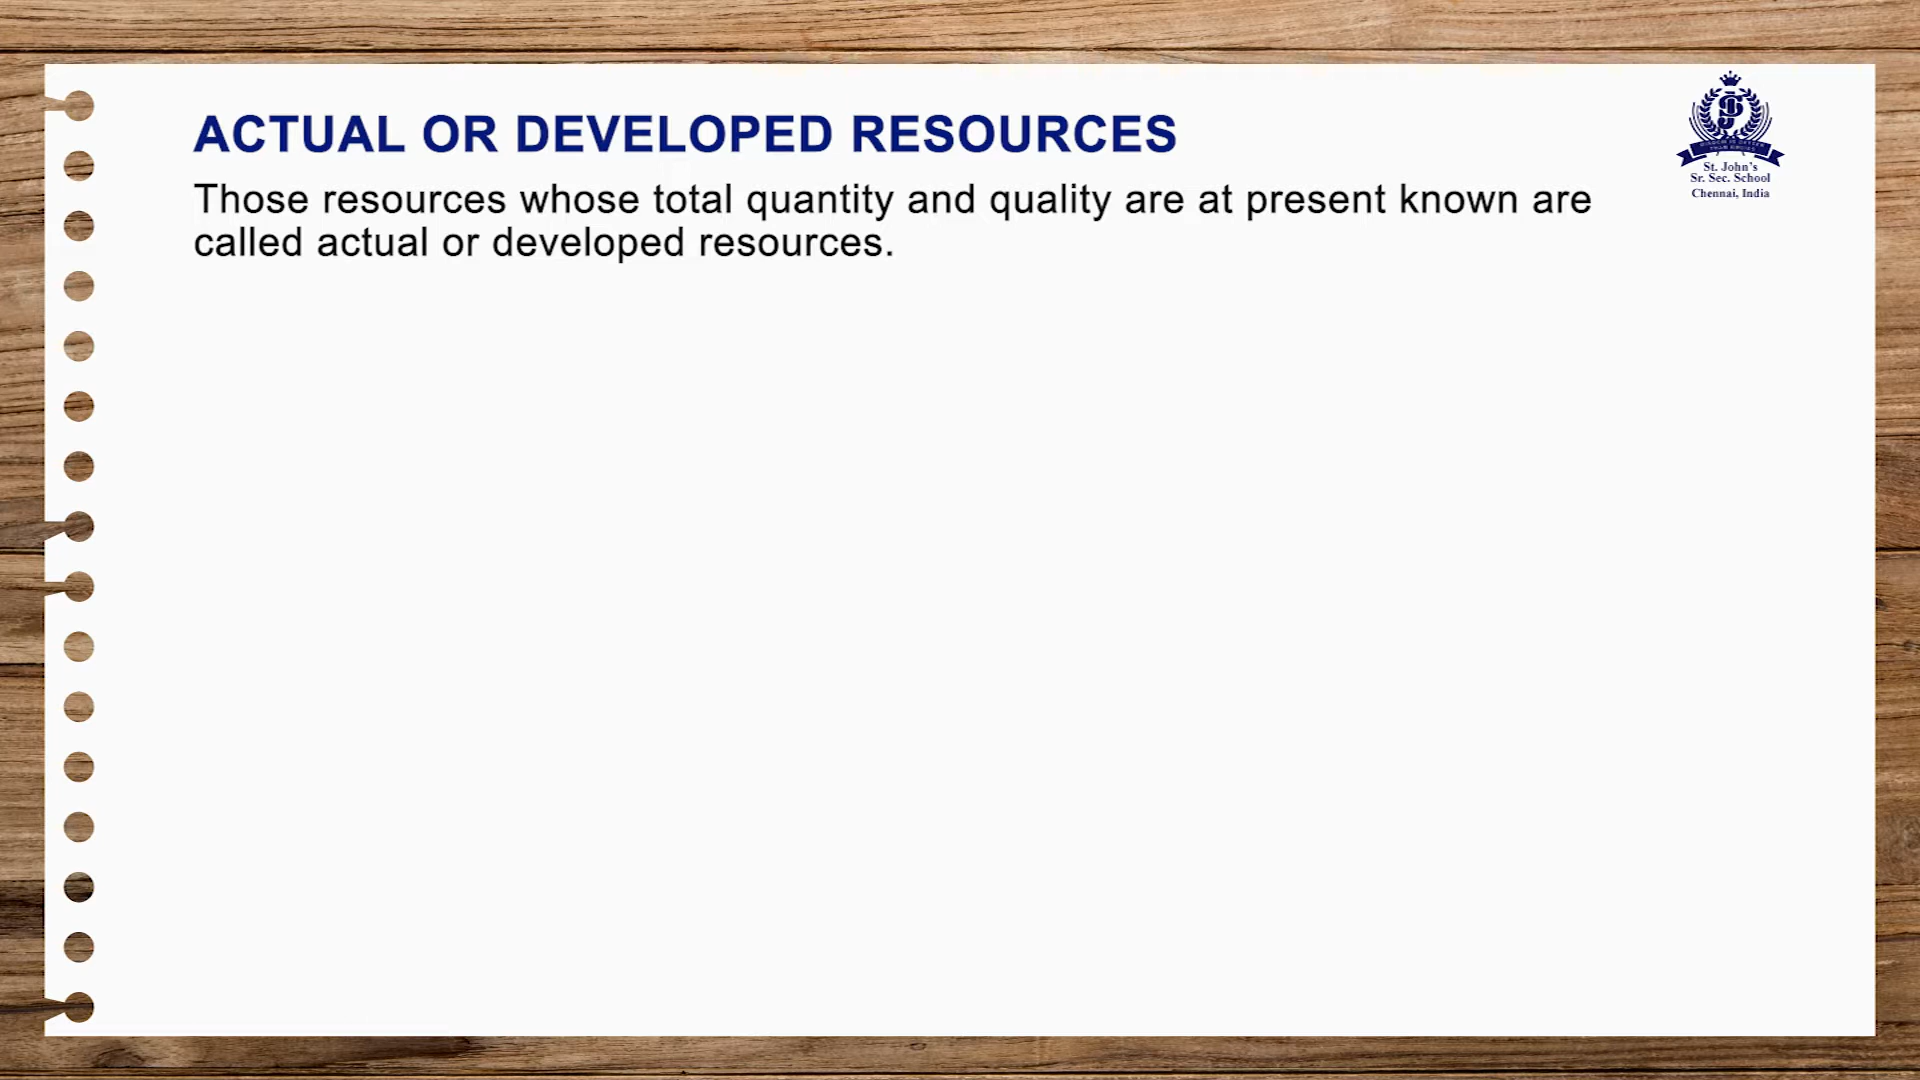 ACTUAL OR DEVELOPED RESOURCES
Those resources whose total quantity and quality are at present known are
called actual or developed resources.
St. John's
Sr. Sec. School
Chennai, India